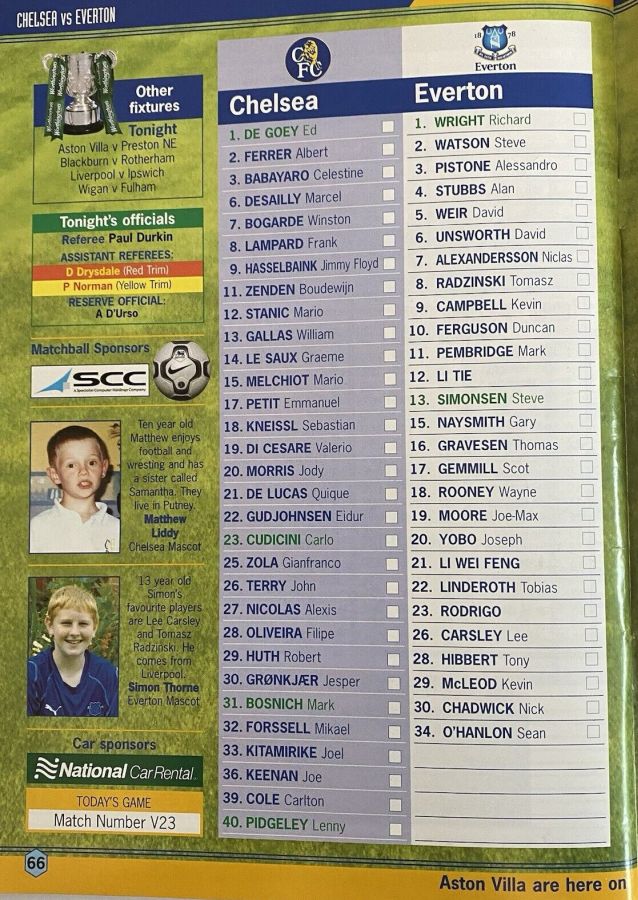 CHELSEA vs EVERTON
Other
fixtures
Tonight
Aston Villa v Preston NE
Blackburn v Rotherham
Liverpool v Ipswich
Wigan v Fulham
Tonight's officials
Referee Paul Durkin
ASSISTANT REFEREES:
D Drysdale (Red Trim)
P Norman (Yellow Trim)
RESERVE OFFICIAL:
A D'Urso
Matchball Sponsors
SCC
A Specialist Computer Holdings Company
Ten year old
Matthew enjoys
football and
wresting and has
a sister called
Samantha. They
live in Putney.
Matthew
Liddy
Chelsea Mascot
13 year old
Simon's
favourite players
are Lee Carsley
and Tomasz
Radzinski. He
comes from
Liverpool.
Simon Thorne
Everton Mascot
Car sponsors
National CarRental
TODAY'S GAME
Match Number V23
66
CFC
Chelsea
1. DE GOEY Ed
2. FERRER Albert
3. BABAYARO Celestine
6. DESAILLY Marcel
7. BOGARDE Winston
8. LAMPARD Frank
9. HASSELBAINK Jimmy Floyd
11. ZENDEN Boudewijn
12. STANIC Mario
13. GALLAS William
14. LE SAUX Graeme
15. MELCHIOT Mario
17. PETIT Emmanuel
18. KNEISSL Sebastian
19. DI CESARE Valerio
20. MORRIS Jody
21. DE LUCAS Quique
22. GUDJOHNSEN Eidur
23. CUDICINI Carlo
25. ZOLA Gianfranco
26. TERRY John
27. NICOLAS Alexis
28. OLIVEIRA Filipe
29. HUTH Robert
30. GRØNKJÆR Jesper
31. BOSNICH Mark
32. FORSSELL Mikael
33. KITAMIRIKE Joel
36. KEENAN Joe
39. COLE Carlton
40. PIDGELEY Lenny
18 78
Everton
Everton
1. WRIGHT Richard
2. WATSON Steve
3. PISTONE Alessandro
4. STUBBS Alan
5. WEIR David
6. UNSWORTH David
7. ALEXANDERSSON Niclas
8. RADZINSKI Tomasz
9. CAMPBELL Kevin
10. FERGUSON Duncan
11. PEMBRIDGE Mark
12. LI TIE
13. SIMONSEN Steve
15. NAYSMITH Gary
16. GRAVESEN Thomas
17. GEMMILL Scot
18. ROONEY Wayne
19. MOORE Joe-Max
20. YOBO Joseph
21. LI WEI FENG
22. LINDEROTH Tobias
23. RODRIGO
26. CARSLEY Lee
28. HIBBERT Tony
29. McLEOD Kevin
30. CHADWICK Nick
34. O'HANLON Sean
Aston Villa are here on